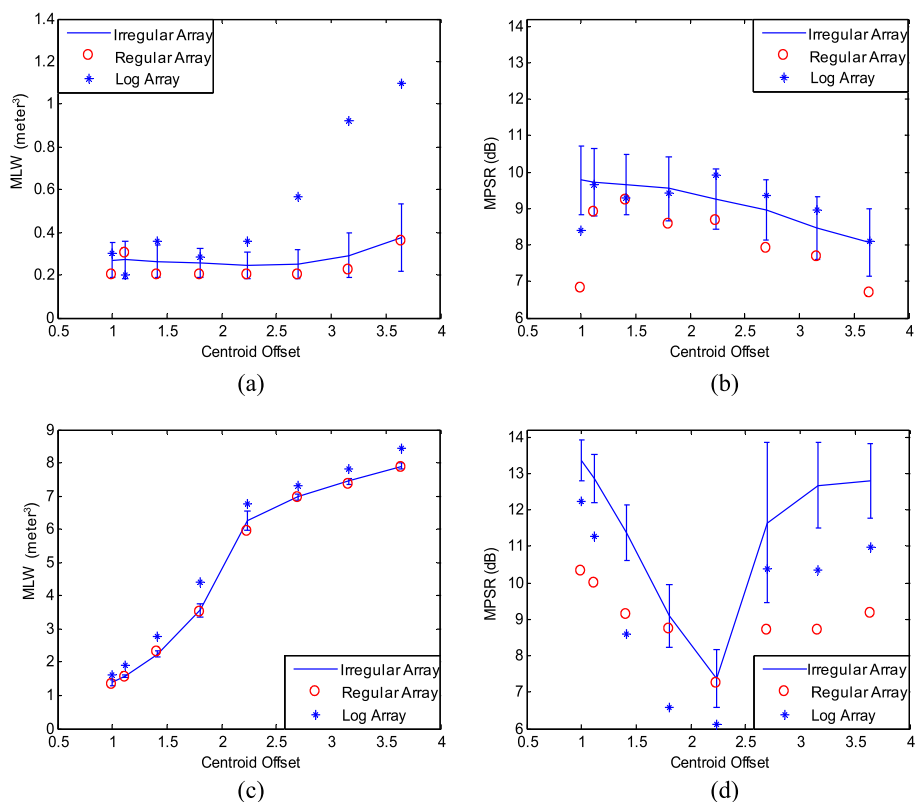 1.4
1.2
1
0.8
0.6
0.4
0.2
0
MLW (meter³)
Irregular Array
Regular Array
Log Array
0.5 1 1.5 2 2.5 3 3.5 4
Centroid Offset
(a)
14
13
12
11
10
9
8
7
6
MPSR (dB)
Irregular Array
Regular Array
Log Array
0.5 1 1.5 2 2.5 3 3.5 4
Centroid Offset
(b)
9
8
7
6
5
4
3
2
1
0
MLW (meter³)
Irregular Array
Regular Array
Log Array
0.5 1 1.5 2 2.5 3 3.5 4
Centroid Offset
(c)
14
13
12
11
10
9
8
7
6
MPSR (dB)
Irregular Array
Regular Array
Log Array
0.5 1 1.5 2 2.5 3 3.5 4
Centroid Offset
(d)